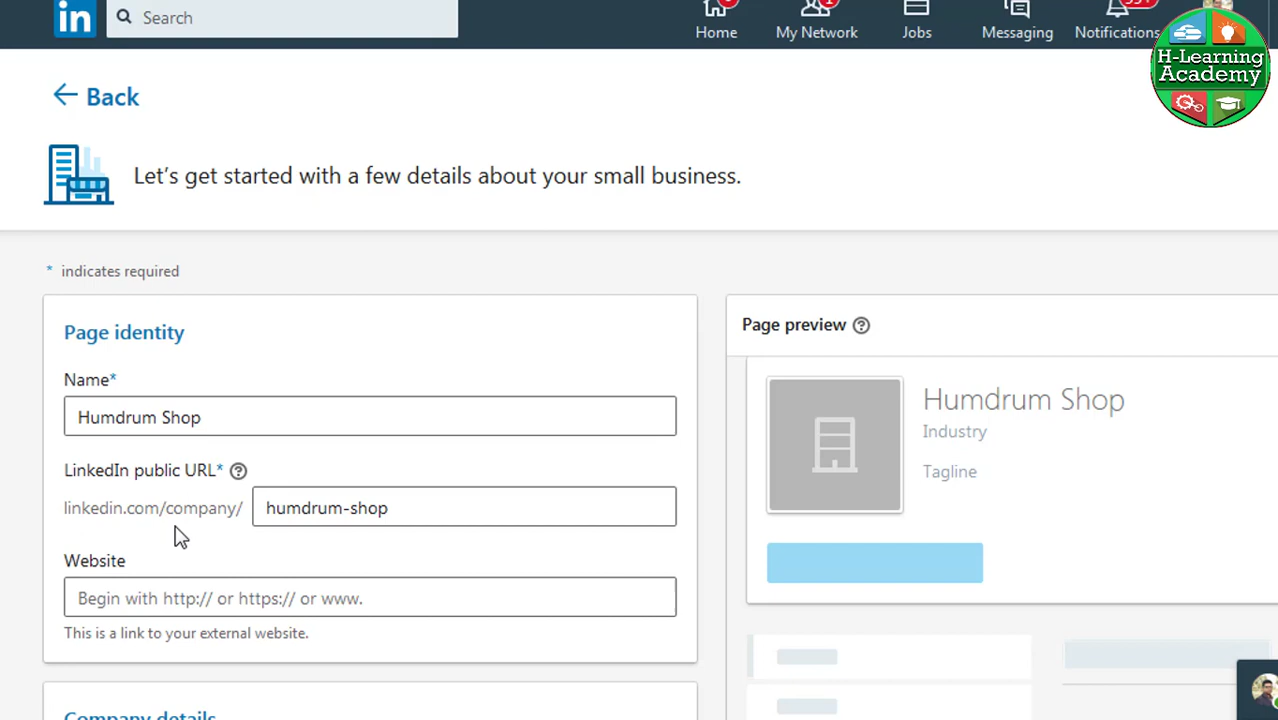 in
Search
Home
My Network
Jobs
Messaging
Notifications
H-Learning
Academy
Back
Let's get started with a few details about your small business.
* indicates required
Page identity
Name*
Humdrum Shop
LinkedIn public URL*
linkedin.com/company/ humdrum-shop
Website
Begin with http:// or https:// or www.
This is a link to your external website.
Company details
Page preview
Humdrum Shop
Industry
Tagline